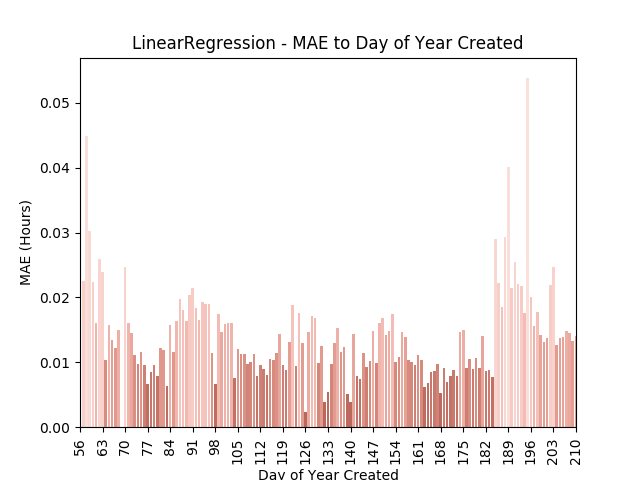 LinearRegression - MAE to Day of Year Created
0.05
0.04
0.03
0.02
0.01
0.00
MAE (Hours)
56 63 70 77 84 91 98 105 112 119 126 133 140 147 154 161 168 175 182 189 196 203 210
Day of Year Created